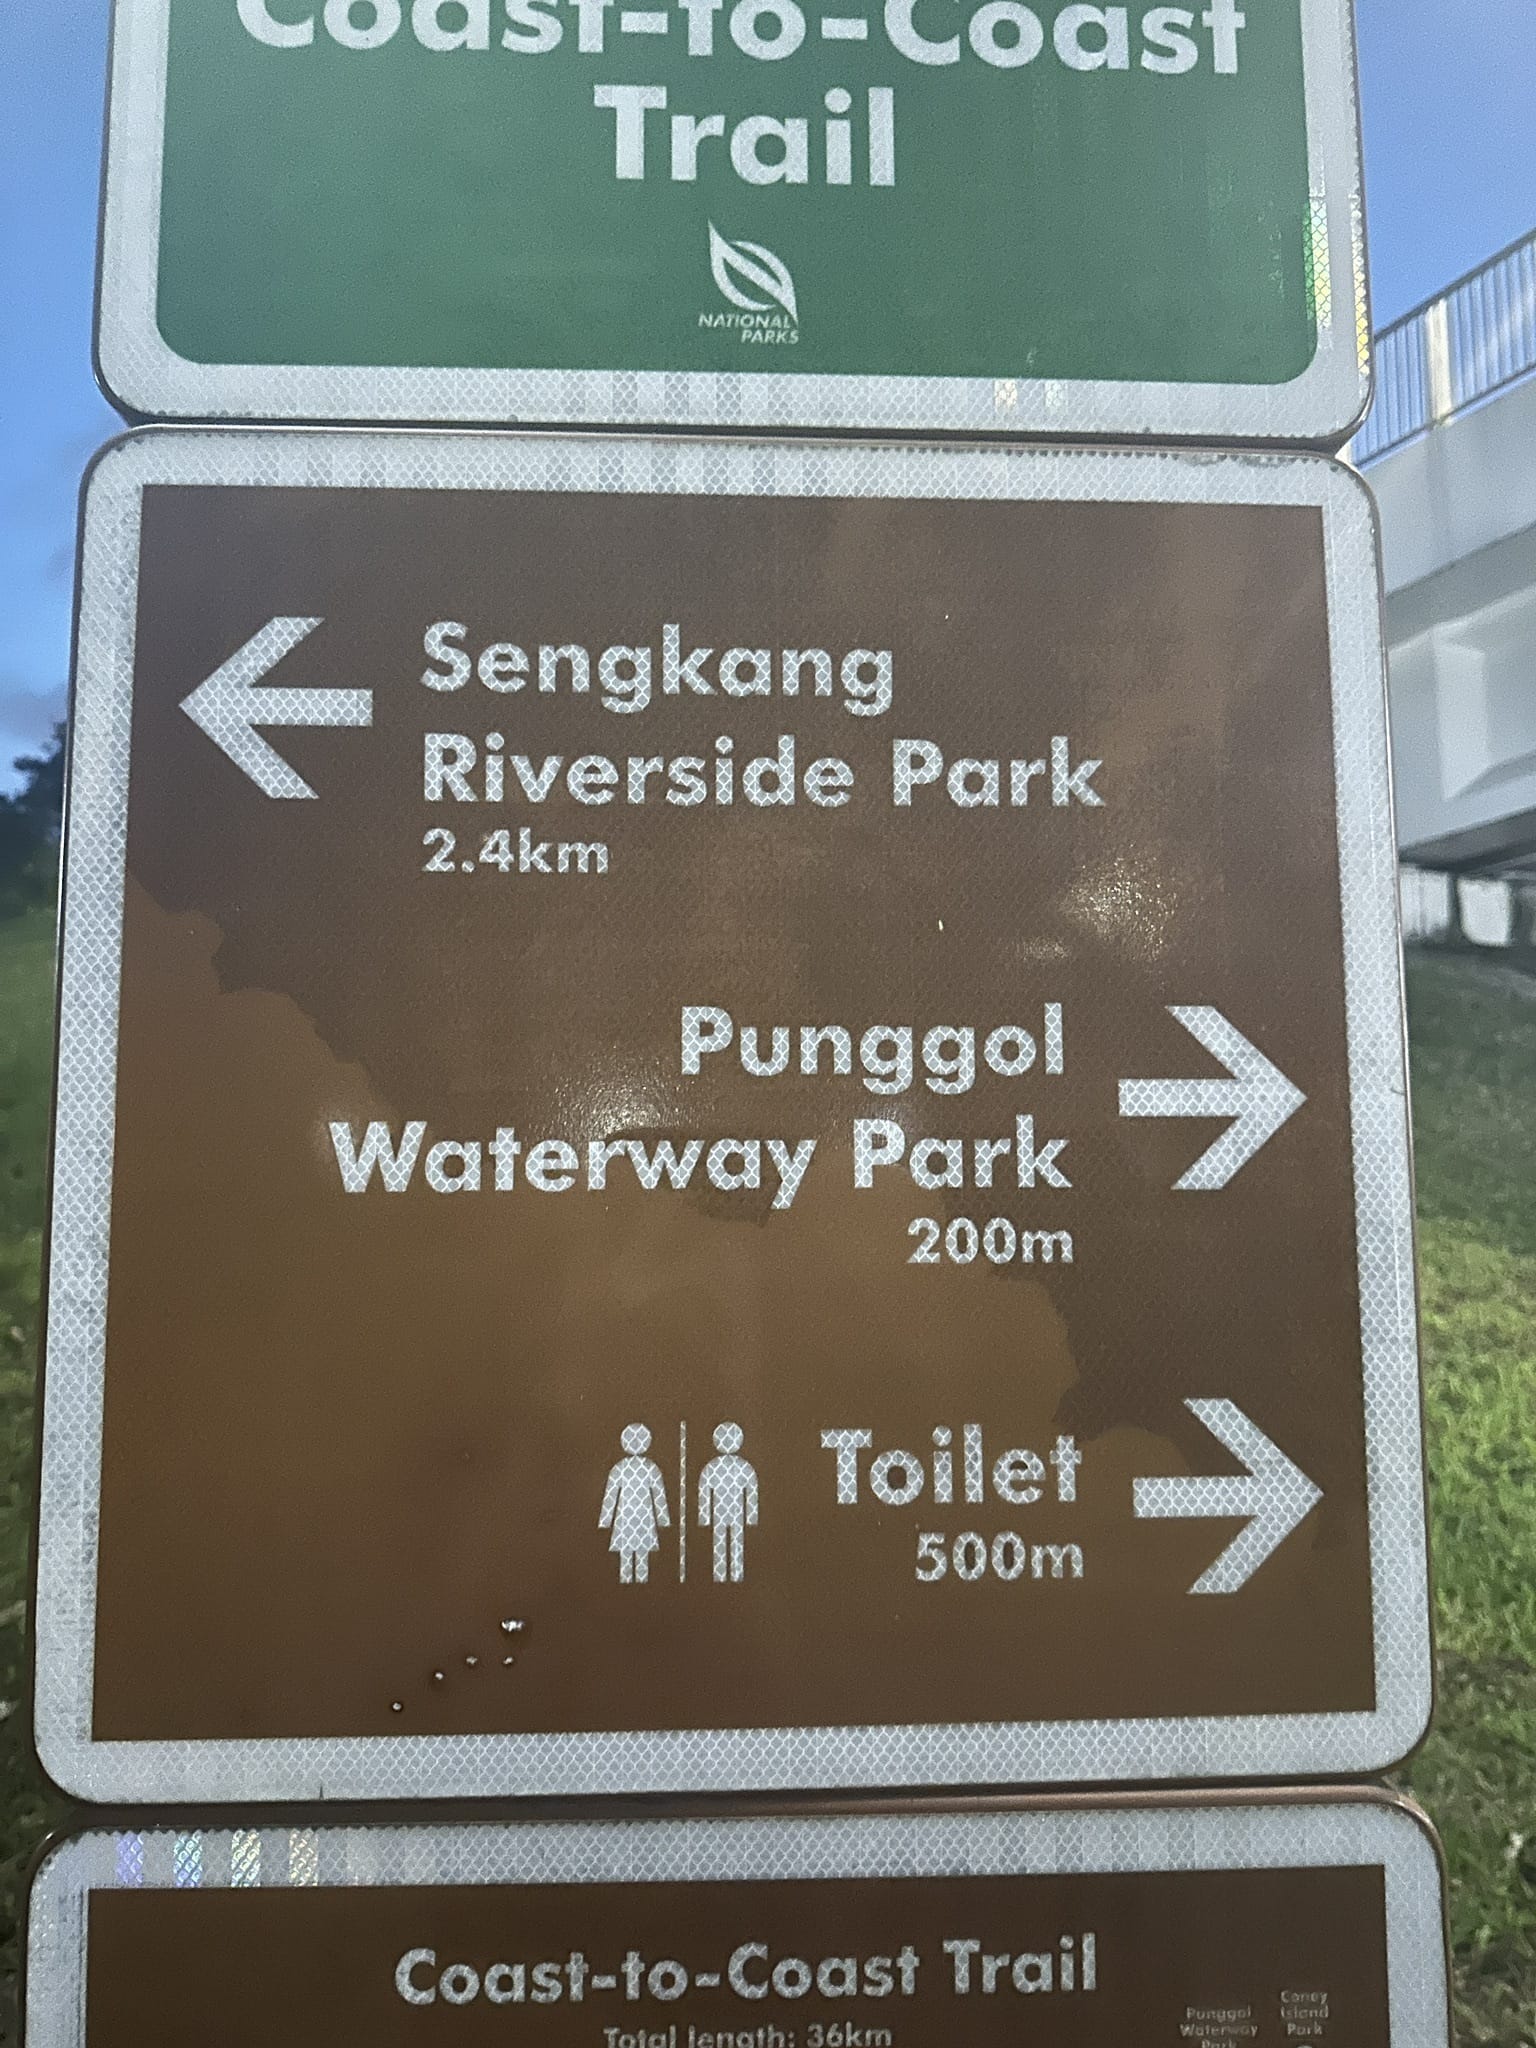 Coast-to-Coast
Trail
NATIONAL
PARKS
Sengkang
Riverside Park
2.4km
Punggol
Waterway Park
200m
Toilet
500m
Coast-to-Coast Trail
Total length: 36km
Punggol
Waterway
Park
Coney
Island
Park